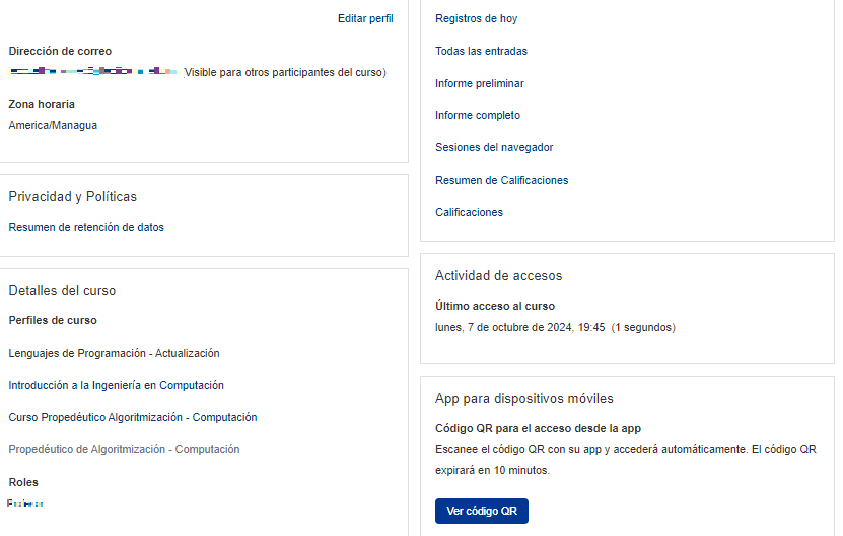 Editar perfil
Dirección de correo
(Visible para otros participantes del curso)
Zona horaria
America/Managua
Privacidad y Políticas
Resumen de retención de datos
Detalles del curso
Perfiles de curso
Lenguajes de Programación - Actualización
Introducción a la Ingeniería en Computación
Curso Propedéutico Algoritmización - Computación
Propedéutico de Algoritmización - Computación
Roles
Registros de hoy
Todas las entradas
Informe preliminar
Informe completo
Sesiones del navegador
Resumen de Calificaciones
Calificaciones
Actividad de accesos
Último acceso al curso
lunes, 7 de octubre de 2024, 19:45 (1 segundos)
App para dispositivos móviles
Código QR para el acceso desde la app
Escanee el código QR con su app y accederá automáticamente. El código QR
expirará en 10 minutos.
Ver código QR